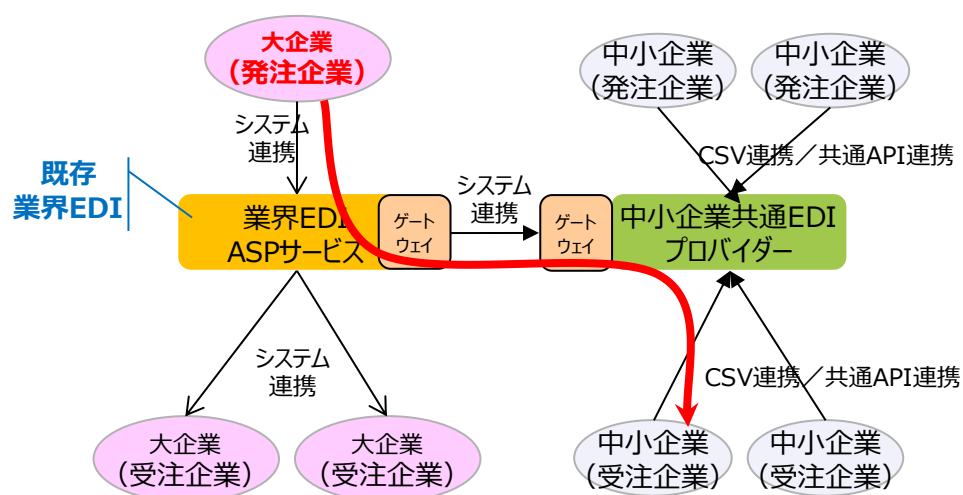 大企業
（発注企業）
中小企業
（発注企業）
中小企業
（発注企業）
システム
連携
CSV連携／共通API連携
既存
業界EDI
業界EDI
ASPサービス
ゲート
ウェイ
システム
連携
ゲート
ウェイ
中小企業共通EDI
プロバイダー
システム
連携
CSV連携／共通API連携
大企業
（受注企業）
大企業
（受注企業）
中小企業
（受注企業）
中小企業
（受注企業）